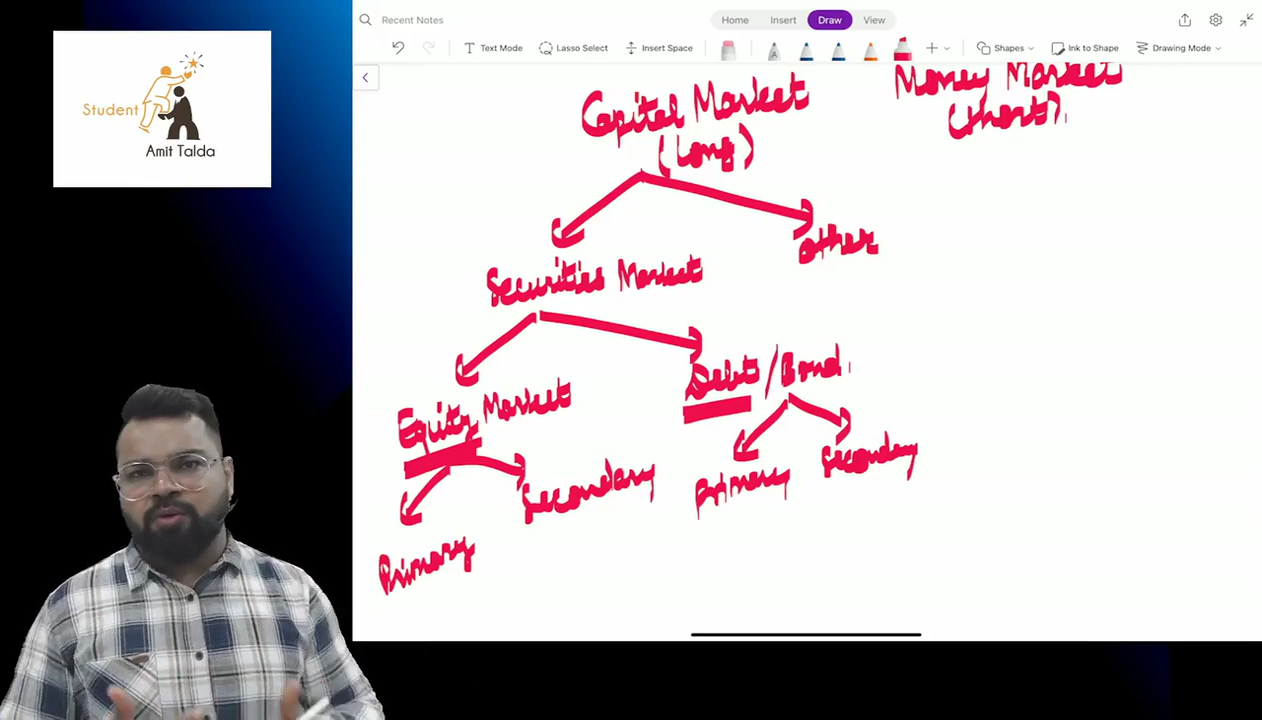 Recent Notes
Home Insert Draw View
Text Mode Lasso Select Insert Space Shapes Ink to Shape Drawing Mode
Student
Amit Talda
Capital Market
(Long)
Money Market
(Short)
Securities Market
other
Equity Market
Debt/Bond
Primary
Secondary
Primary
Secondary